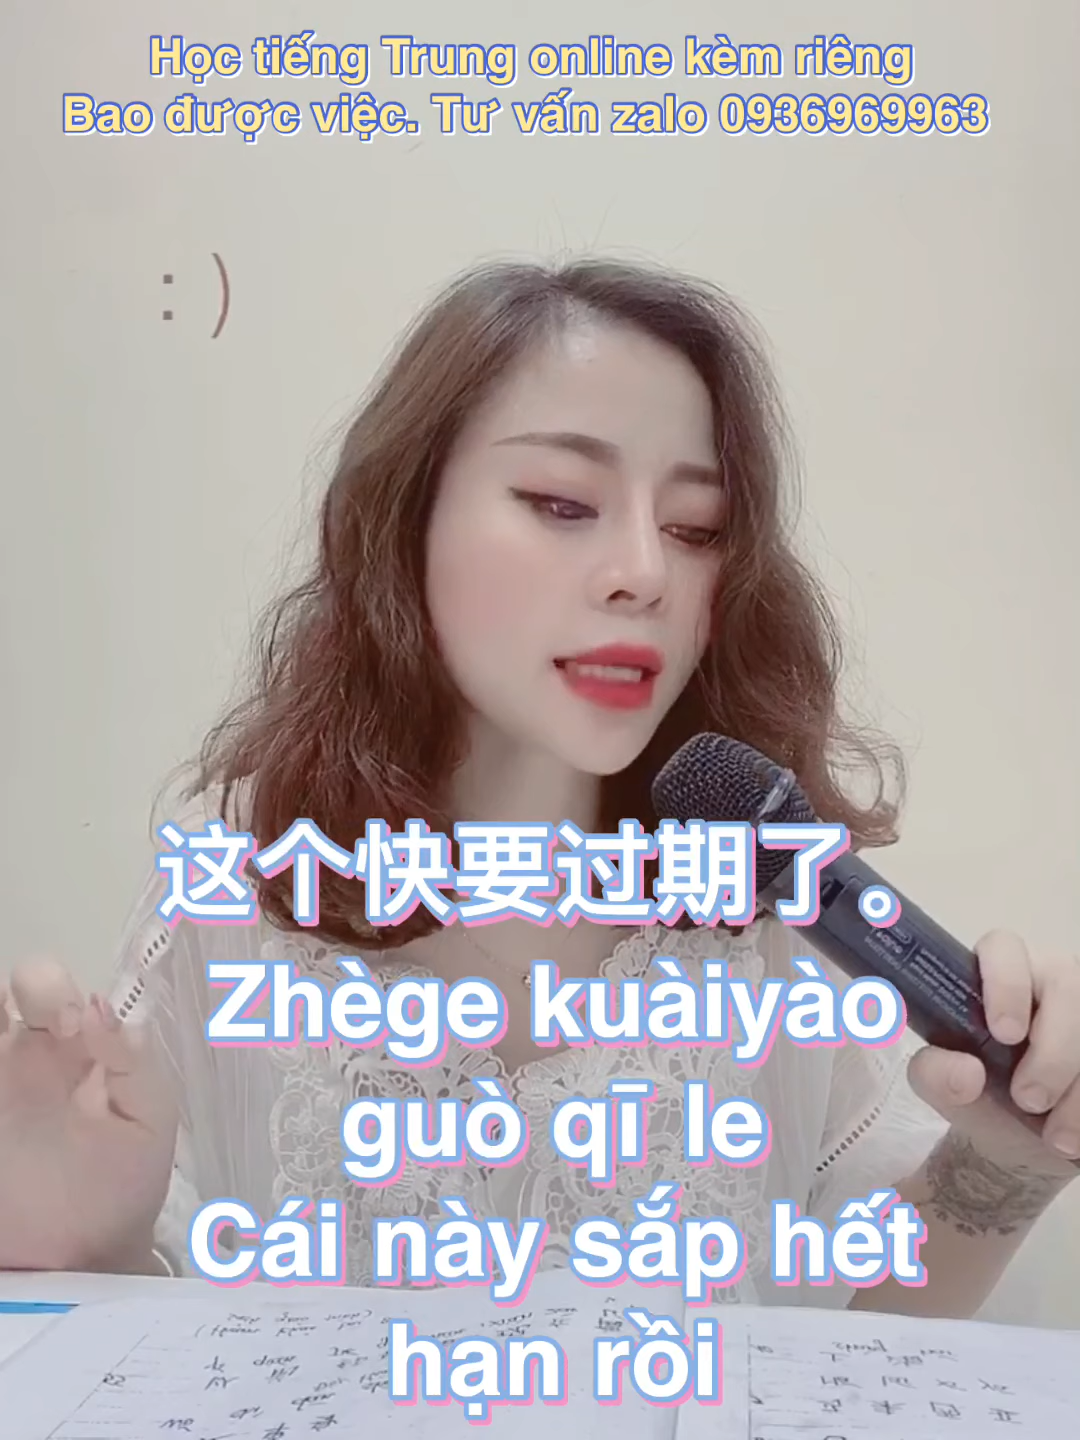 Học tiếng Trung online kèm riêng
Bao được việc. Tư vấn zalo 0936969963
: )
这个快要过期了。
Zhège kuàiyào
guò qī le
Cái này sắp hết
hạn rồi